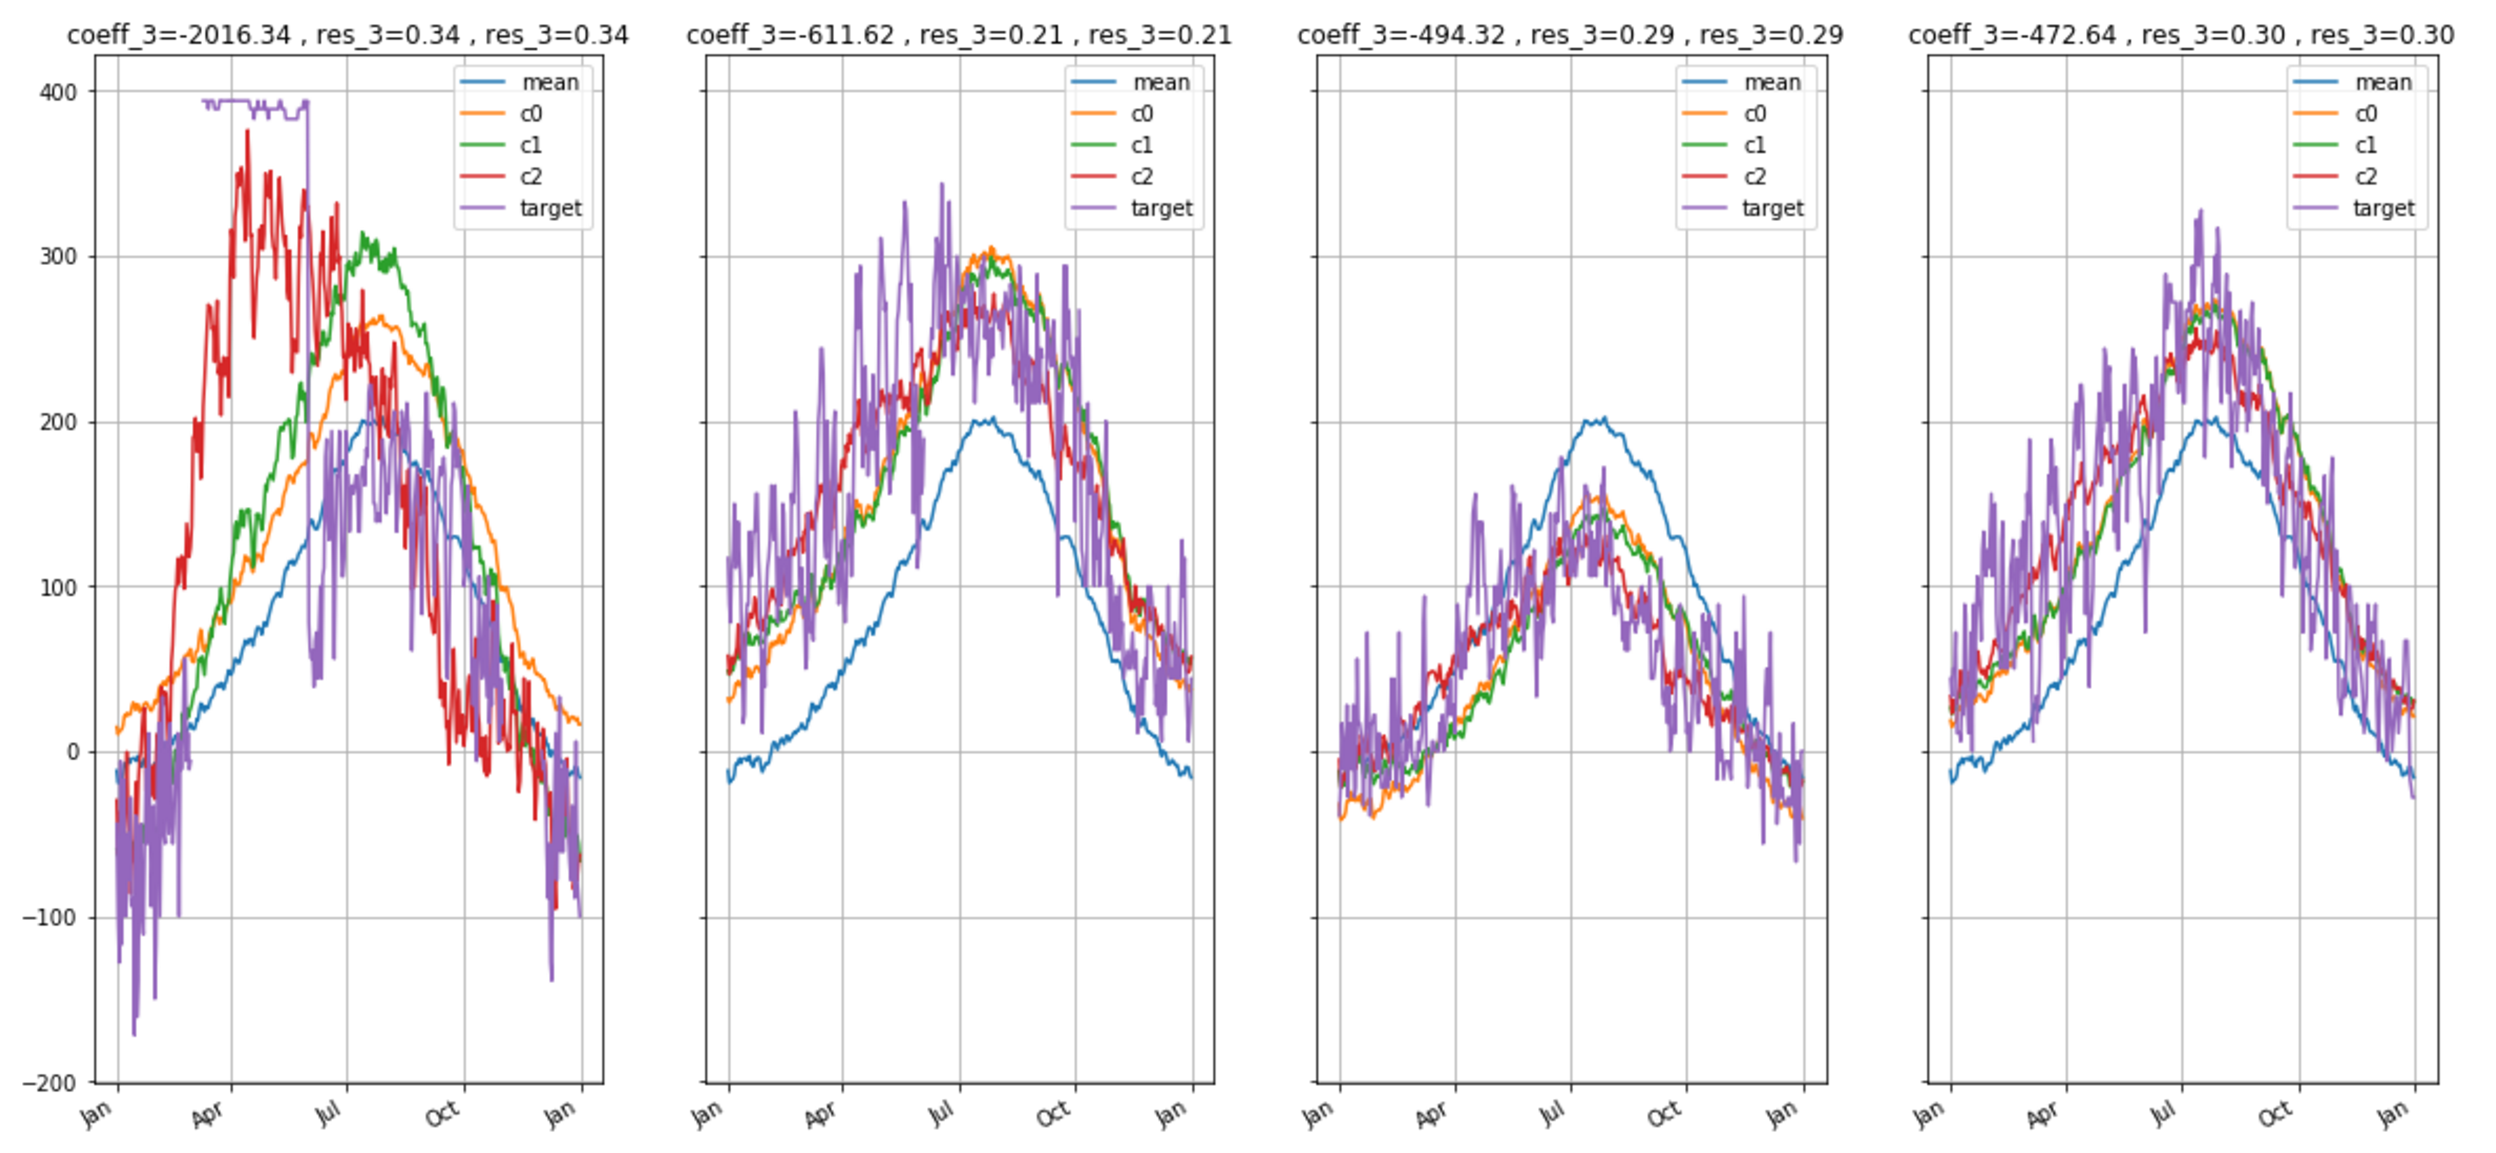 coeff_3=-2016.34 , res_3=0.34 , res_3=0.34
400
300
200
100
0
−100
−200
mean
c0
c1
c2
target
Jan
Apr
Jul
Oct
Jan
coeff_3=-611.62 , res_3=0.21 , res_3=0.21
mean
c0
c1
c2
target
Jan
Apr
Jul
Oct
Jan
coeff_3=-494.32 , res_3=0.29 , res_3=0.29
mean
c0
c1
c2
target
Jan
Apr
Jul
Oct
Jan
coeff_3=-472.64 , res_3=0.30 , res_3=0.30
mean
c0
c1
c2
target
Jan
Apr
Jul
Oct
Jan